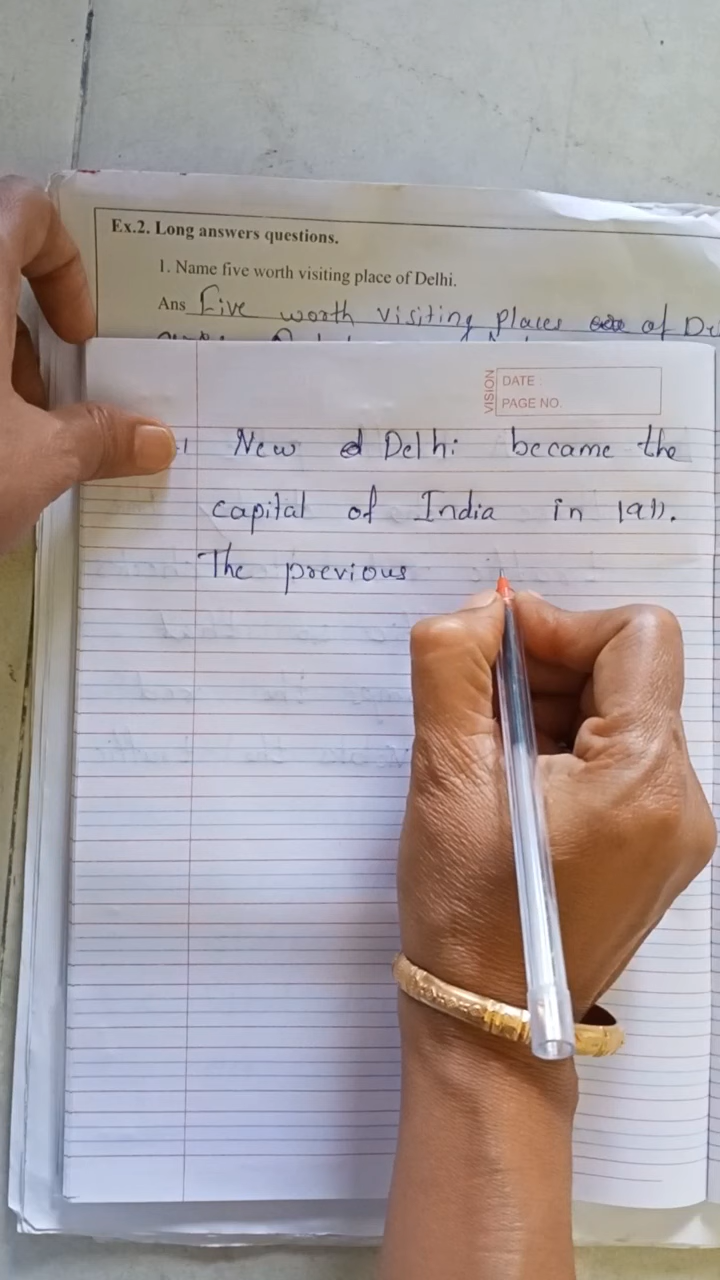 Ex.2. Long answers questions.
1. Name five worth visiting place of Delhi.
Ans Five worth visiting places of
VISION
DATE :
PAGE NO.
1 New Delhi became the
capital of India in 1911.
The previous